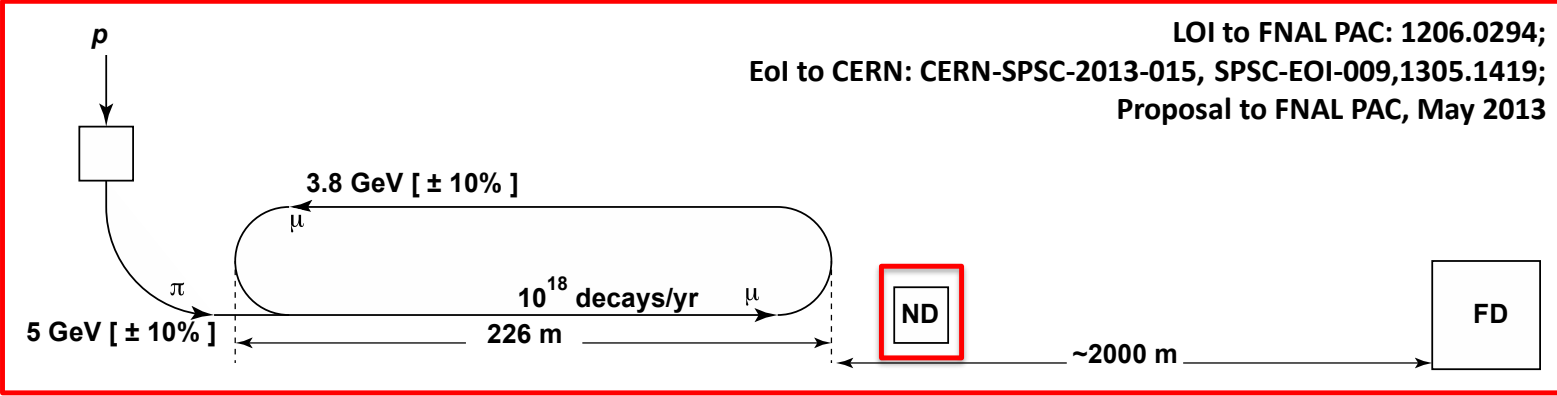 p
LOI to FNAL PAC: 1206.0294;
EoI to CERN: CERN-SPSC-2013-015, SPSC-EOI-009,1305.1419;
Proposal to FNAL PAC, May 2013
3.8 GeV [ ± 10% ]
μ
π
10^18 decays/yr
μ
5 GeV [ ± 10% ]
226 m
ND
FD
~2000 m